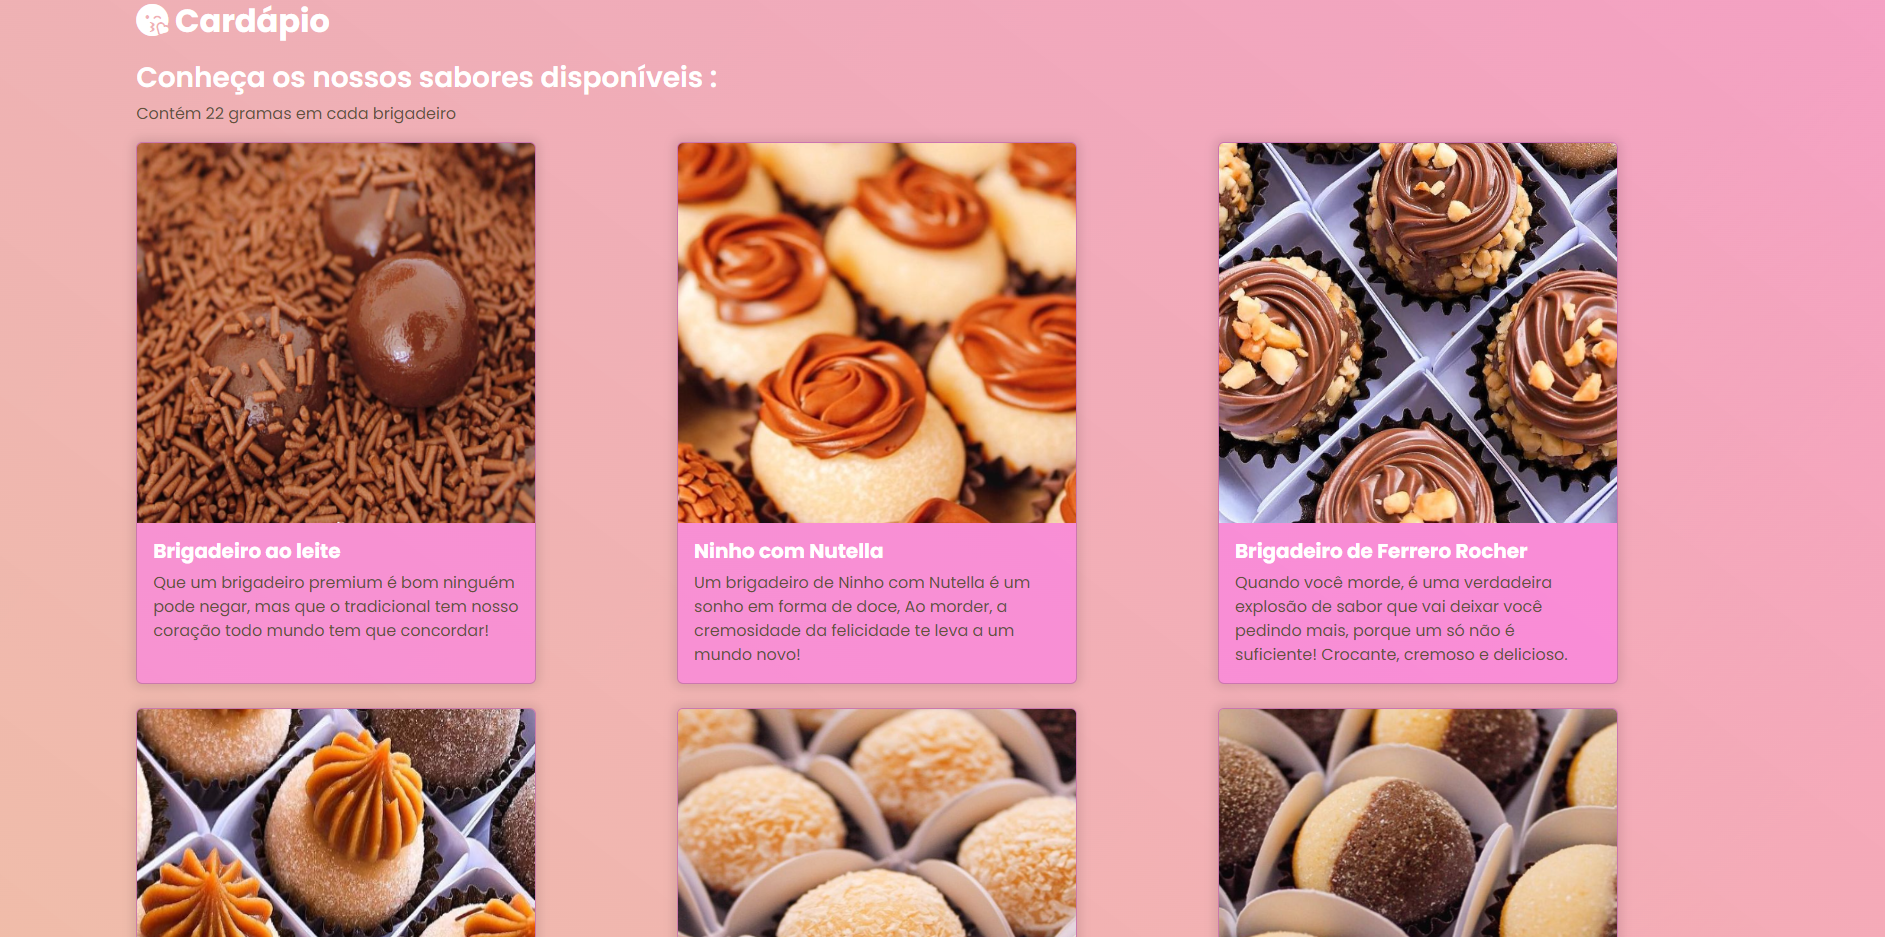 Cardápio
Conheça os nossos sabores disponíveis :
Contém 22 gramas em cada brigadeiro
Brigadeiro ao leite
Que um brigadeiro premium é bom ninguém
pode negar, mas que o tradicional tem nosso
coração todo mundo tem que concordar!
Ninho com Nutella
Um brigadeiro de Ninho com Nutella é um
sonho em forma de doce, Ao morder, a
cremosidade da felicidade te leva a um
mundo novo!
Brigadeiro de Ferrero Rocher
Quando você morde, é uma verdadeira
explosão de sabor que vai deixar você
pedindo mais, porque um só não é
suficiente! Crocante, cremoso e delicioso.